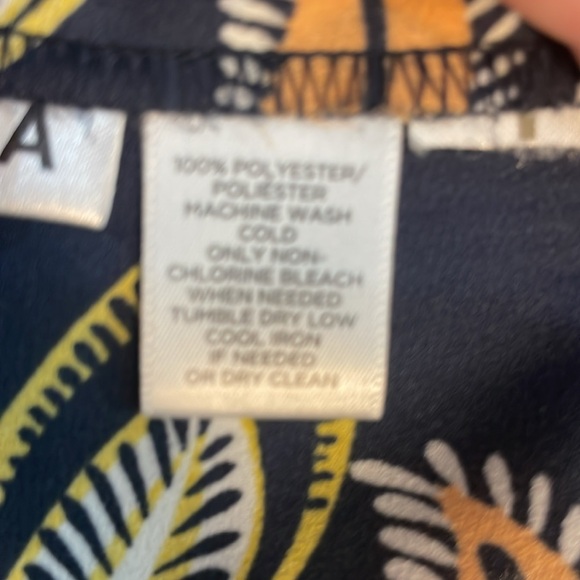 A
100% POLYESTER/
POLIÉSTER
MACHINE WASH
COLD
ONLY NON-
CHLORINE BLEACH
WHEN NEEDED
TUMBLE DRY LOW
COOL IRON
IF NEEDED
OR DRY CLEAN